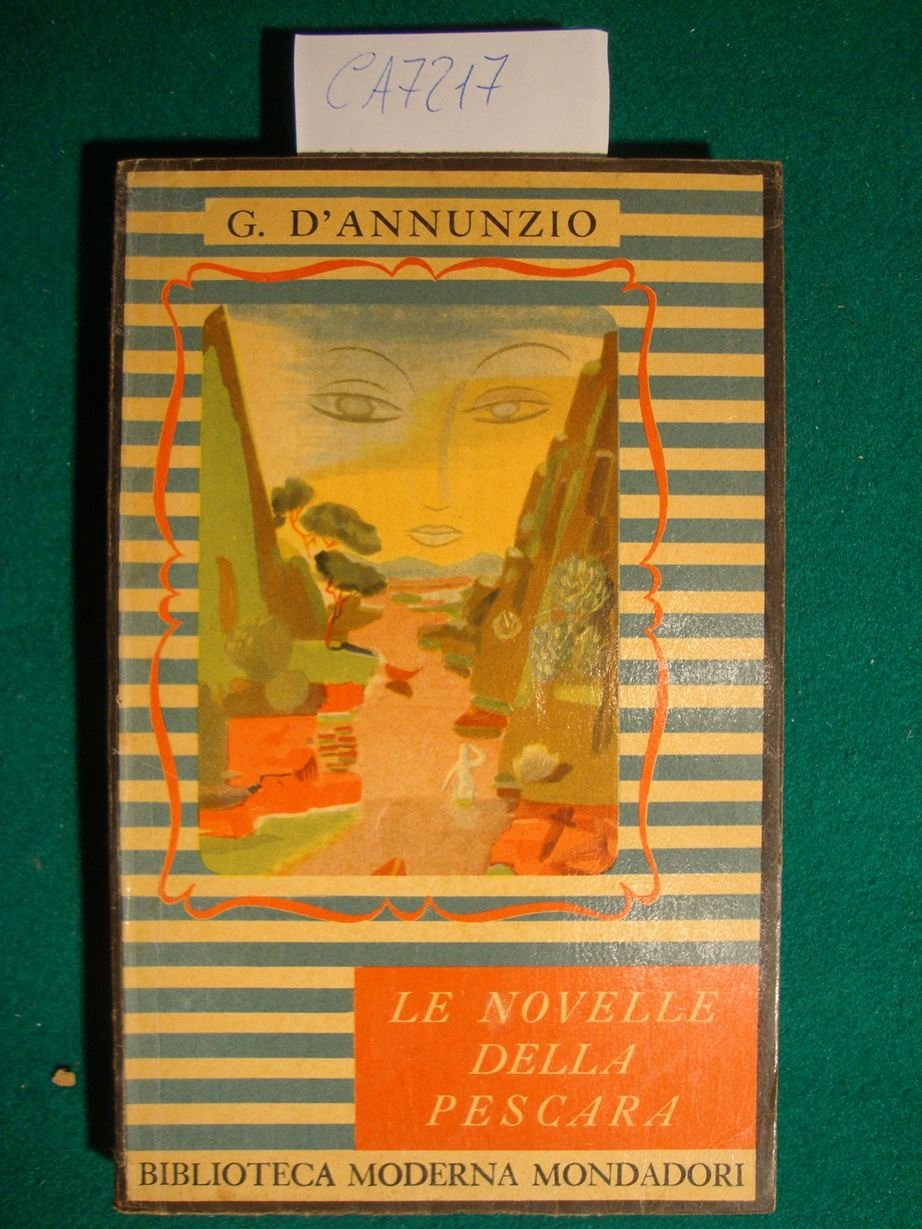 CA7217
G. D'ANNUNZIO
LE NOVELLE
DELLA
PESCARA
BIBLIOTECA MODERNA MONDADORI